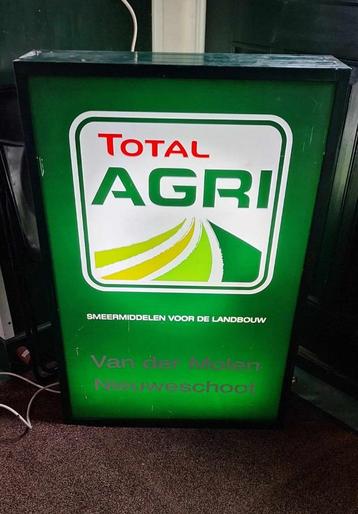 TOTAL
AGRI
SMEERMIDDELEN VOOR DE LANDBOUW
Van der Molen
Nieuweschoot